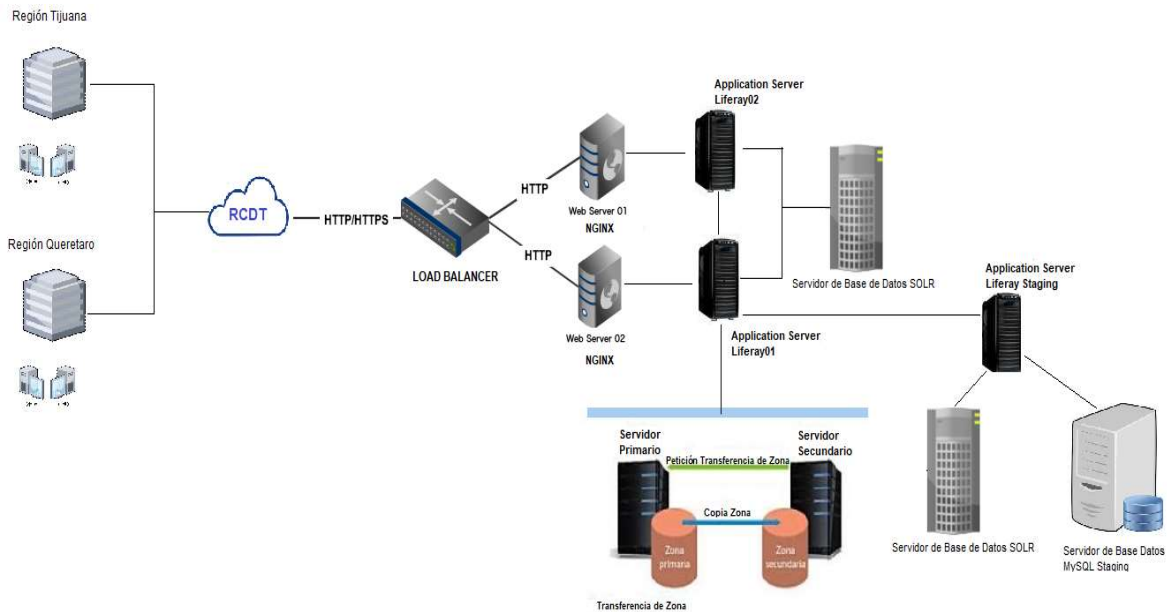 Región Tijuana
Región Queretaro
RCDT
HTTP/HTTPS
LOAD BALANCER
HTTP
HTTP
Web Server 01
NGINX
Web Server 02
NGINX
Application Server
Liferay02
Application Server
Liferay01
Servidor de Base de Datos SOLR
Application Server
Liferay Staging
Servidor
Primario
Servidor
Secundario
Petición Transferencia de Zona
Copia Zona
Zona
primaria
Zona
secundaria
Transferencia de Zona
Servidor de Base de Datos SOLR
Servidor de Base Datos
MySQL Staging